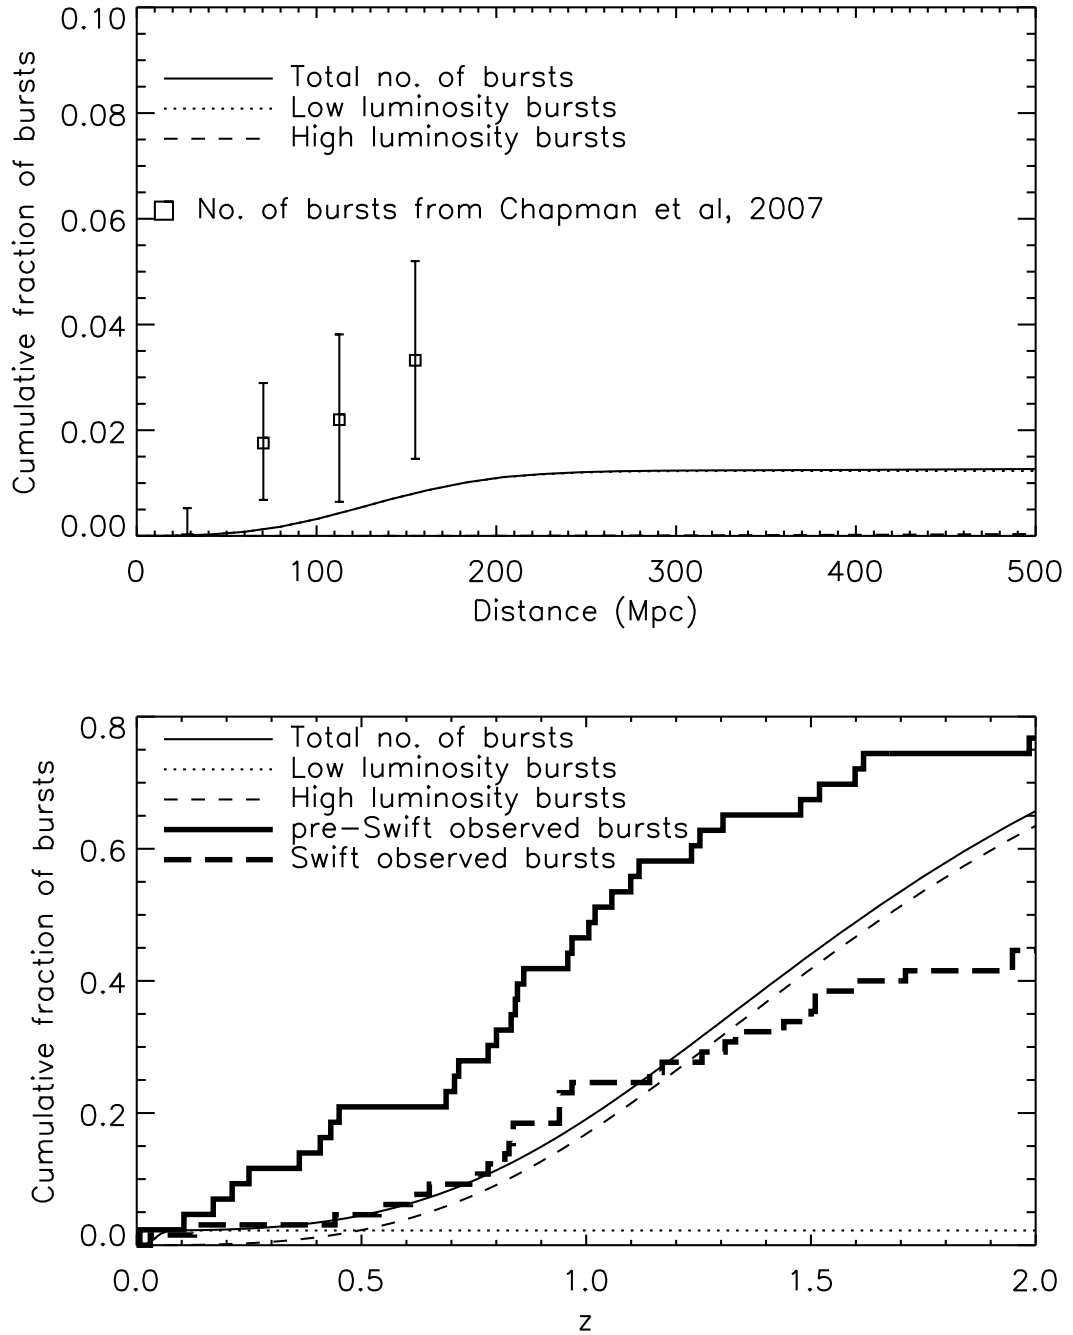 0.10
0.08
0.06
0.04
0.02
0.00
Cumulative fraction of bursts
Total no. of bursts
Low luminosity bursts
High luminosity bursts
No. of bursts from Chapman et al, 2007
0 100 200 300 400 500
Distance (Mpc)
0.8
0.6
0.4
0.2
0.0
Cumulative fraction of bursts
Total no. of bursts
Low luminosity bursts
High luminosity bursts
pre-Swift observed bursts
Swift observed bursts
0.0 0.5 1.0 1.5 2.0
z